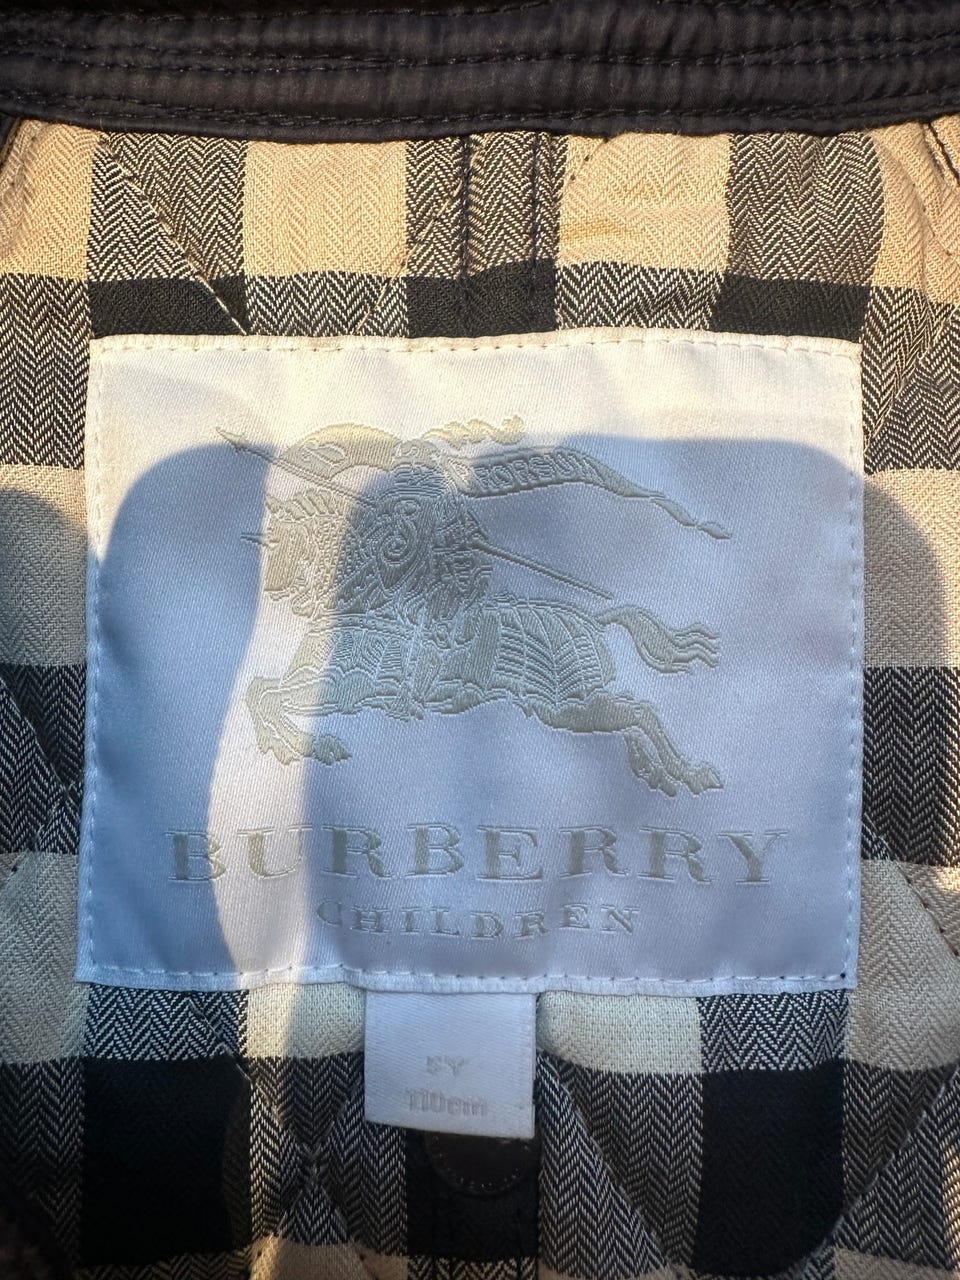 PRORSUM
BURBERRY
CHILDREN
5Y
110cm